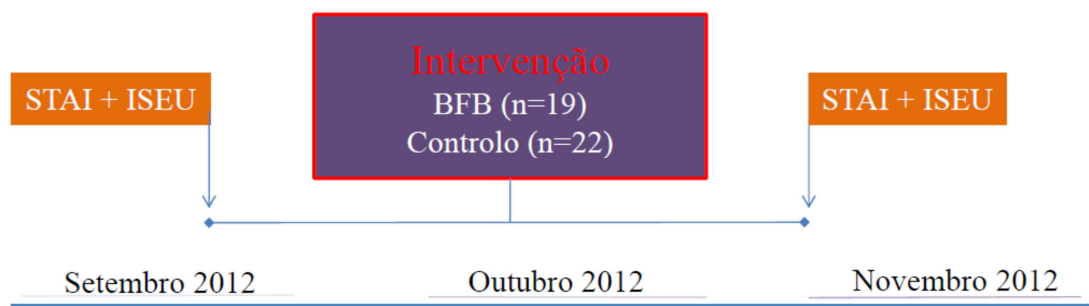 Intervenção
STAI + ISEU
BFB (n=19)
STAI + ISEU
Controlo (n=22)
Setembro 2012
Outubro 2012
Novembro 2012